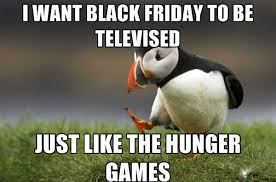 I WANT BLACK FRIDAY TO BE
TELEVISED
JUST LIKE THE HUNGER
GAMES